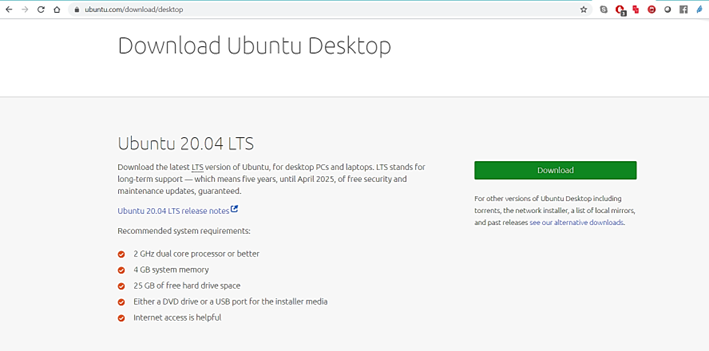 ubuntu.com/download/desktop
Download Ubuntu Desktop
Ubuntu 20.04 LTS
Download the latest LTS version of Ubuntu, for desktop PCs and laptops. LTS stands for
long-term support — which means five years, until April 2025, of free security and
maintenance updates, guaranteed.
Ubuntu 20.04 LTS release notes
Recommended system requirements:
2 GHz dual core processor or better
4 GB system memory
25 GB of free hard drive space
Either a DVD drive or a USB port for the installer media
Internet access is helpful
Download
For other versions of Ubuntu Desktop including
torrents, the network installer, a list of local mirrors,
and past releases see our alternative downloads.